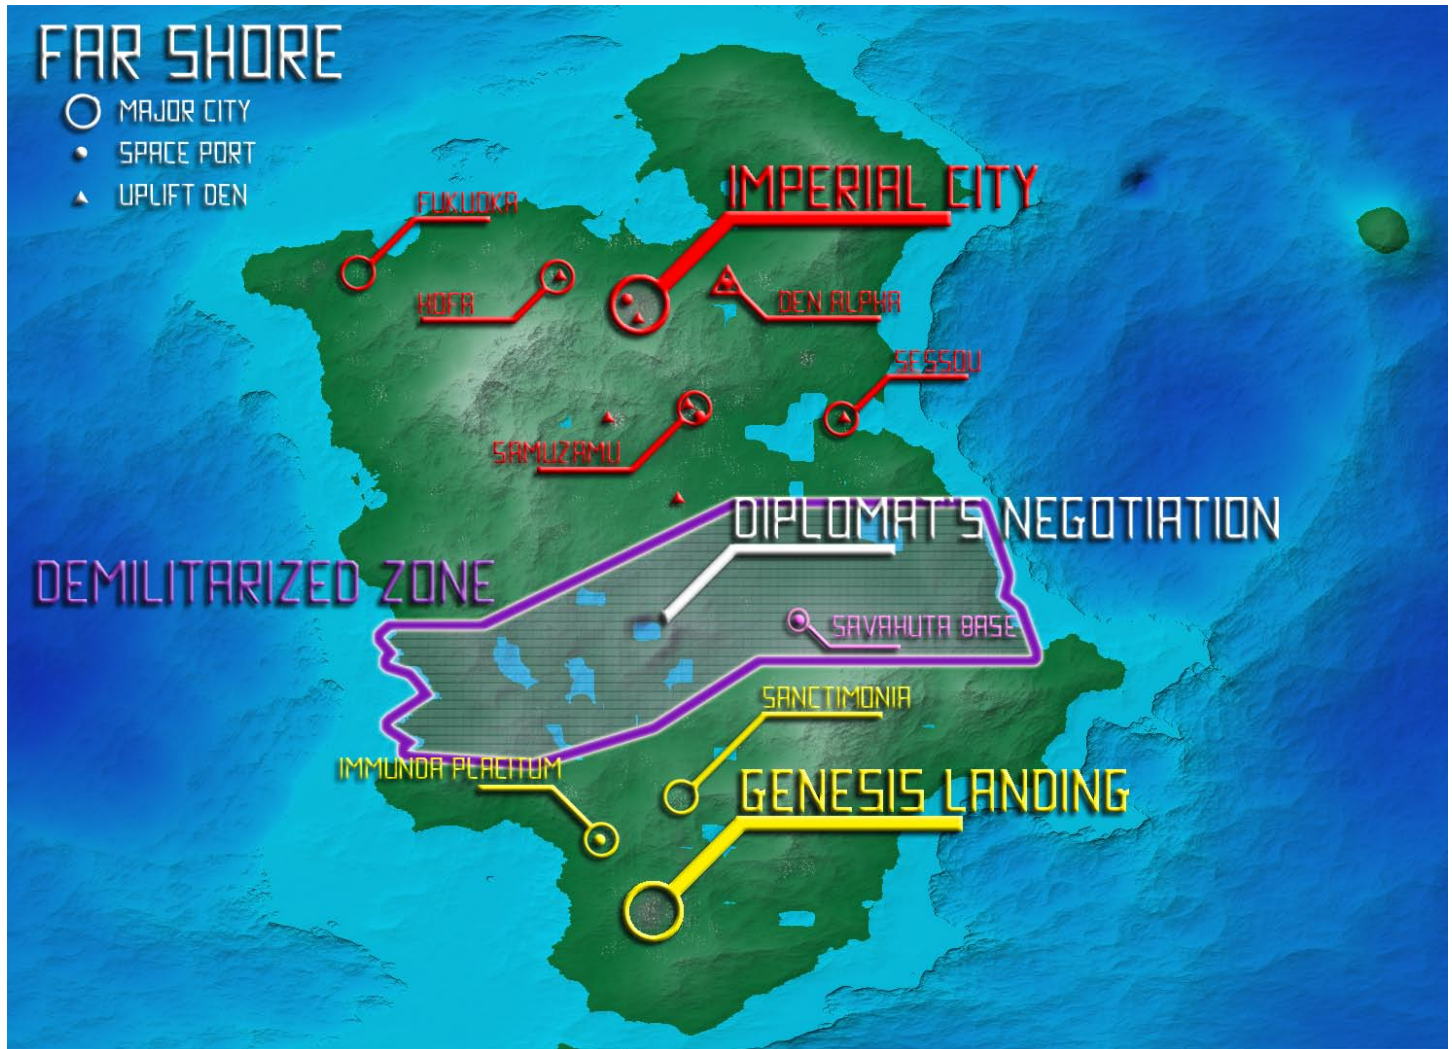 FAR SHORE
MAJOR CITY
SPACE PORT
UPLIFT DEN
IMPERIAL CITY
FUKUOKA
KOFA
DEN ALPHA
SESSOU
SAMUZAMU
DIPLOMAT'S NEGOTIATION
DEMILITARIZED ZONE
SAVAHUTA BASE
SANCTIMONIA
IMMUNDA PLACITUM
GENESIS LANDING